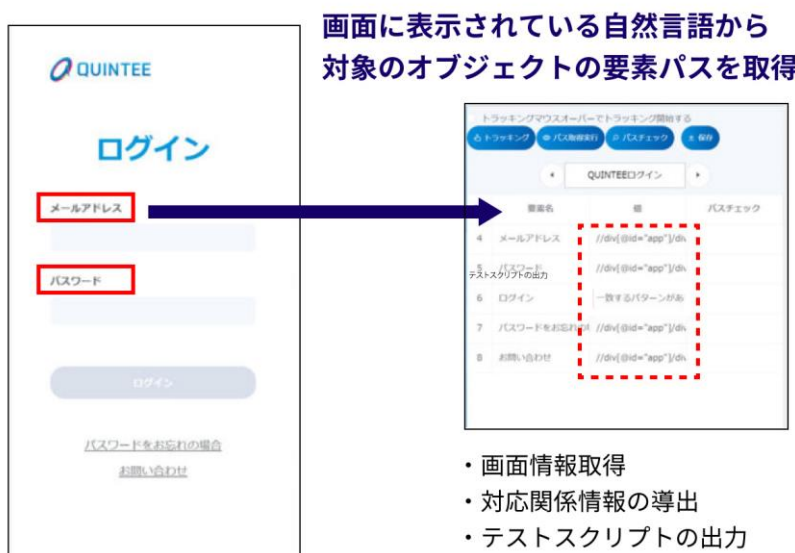 画面に表示されている自然言語から
対象のオブジェクトの要素パスを取得
QUINTEE
ログイン
メールアドレス
パスワード
ログイン
パスワードをお忘れの場合
お問い合わせ
トラッキングマウスオーバーでトラッキング開始する
トラッキング パス取得実行 パスチェック 保存
QUINTEEログイン
要素名 値 パスチェック
4 メールアドレス //div[@id="app"]/div
5 パスワード //div[@id="app"]/div
テストスクリプトの出力
6 ログイン 一致するパターンがあ
7 パスワードをお忘れの //div[@id="app"]/div
8 お問い合わせ //div[@id="app"]/div
・画面情報取得
・対応関係情報の導出
・テストスクリプトの出力